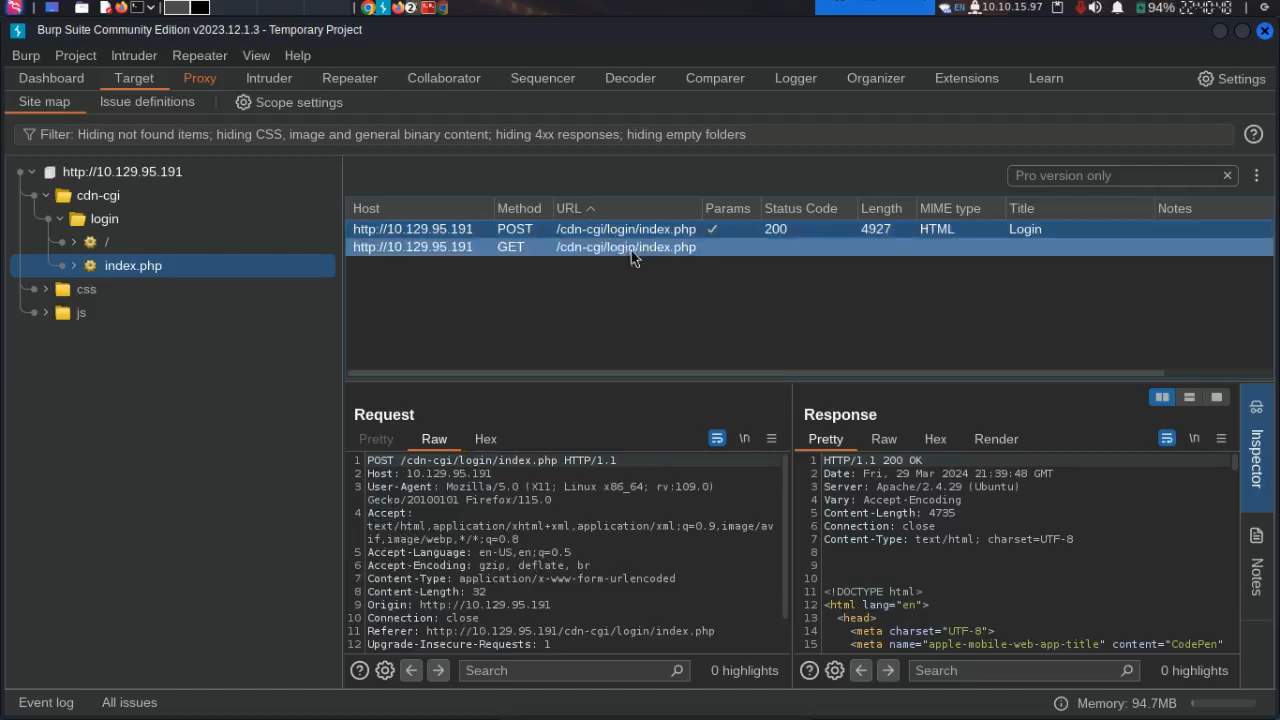 EN 10.10.15.97 94% 22:40:48
Burp Suite Community Edition v2023.12.1.3 - Temporary Project
Burp Project Intruder Repeater View Help
Dashboard Target Proxy Intruder Repeater Collaborator Sequencer Decoder Comparer Logger Organizer Extensions Learn Settings
Site map Issue definitions Scope settings
Filter: Hiding not found items; hiding CSS, image and general binary content; hiding 4xx responses; hiding empty folders
http://10.129.95.191
cdn-cgi
login
/
index.php
css
js
Pro version only
Host Method URL Params Status Code Length MIME type Title Notes
http://10.129.95.191 POST /cdn-cgi/login/index.php ✓ 200 4927 HTML Login
http://10.129.95.191 GET /cdn-cgi/login/index.php
Request
Pretty Raw Hex \n
1 POST /cdn-cgi/login/index.php HTTP/1.1
2 Host: 10.129.95.191
3 User-Agent: Mozilla/5.0 (X11; Linux x86_64; rv:109.0)
Gecko/20100101 Firefox/115.0
4 Accept:
text/html,application/xhtml+xml,application/xml;q=0.9,image/av
if,image/webp,*/*;q=0.8
5 Accept-Language: en-US,en;q=0.5
6 Accept-Encoding: gzip, deflate, br
7 Content-Type: application/x-www-form-urlencoded
8 Content-Length: 32
9 Origin: http://10.129.95.191
10 Connection: close
11 Referer: http://10.129.95.191/cdn-cgi/login/index.php
12 Upgrade-Insecure-Requests: 1
Search 0 highlights
Response
Pretty Raw Hex Render \n
1 HTTP/1.1 200 OK
2 Date: Fri, 29 Mar 2024 21:39:48 GMT
3 Server: Apache/2.4.29 (Ubuntu)
4 Vary: Accept-Encoding
5 Content-Length: 4735
6 Connection: close
7 Content-Type: text/html; charset=UTF-8
8
9
10
11 <!DOCTYPE html>
12 <html lang="en">
13 <head>
14 <meta charset="UTF-8">
15 <meta name="apple-mobile-web-app-title" content="CodePen"
Search 0 highlights
Inspector
Notes
Event log All issues Memory: 94.7MB